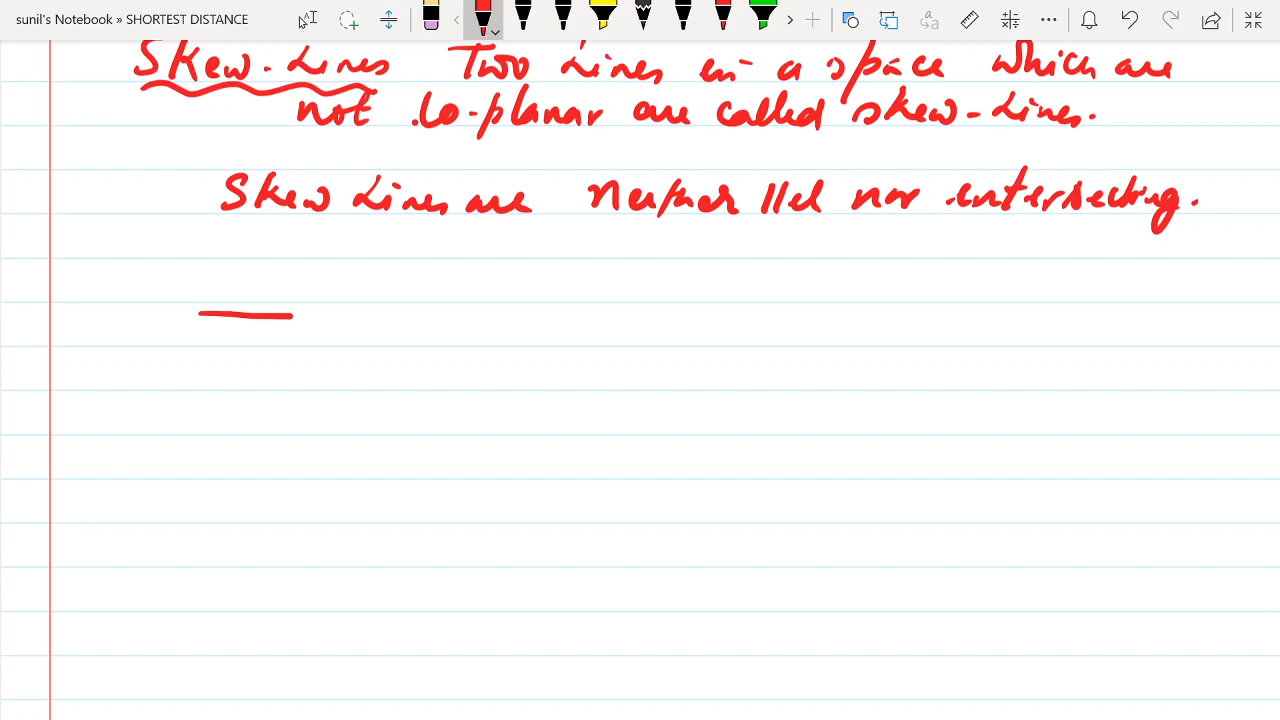 sunil's Notebook » SHORTEST DISTANCE
Skew-Lines Two Lines in a space which are
not co-planar are called skew-Lines.
Skew Lines are Neither llel nor intersecting.